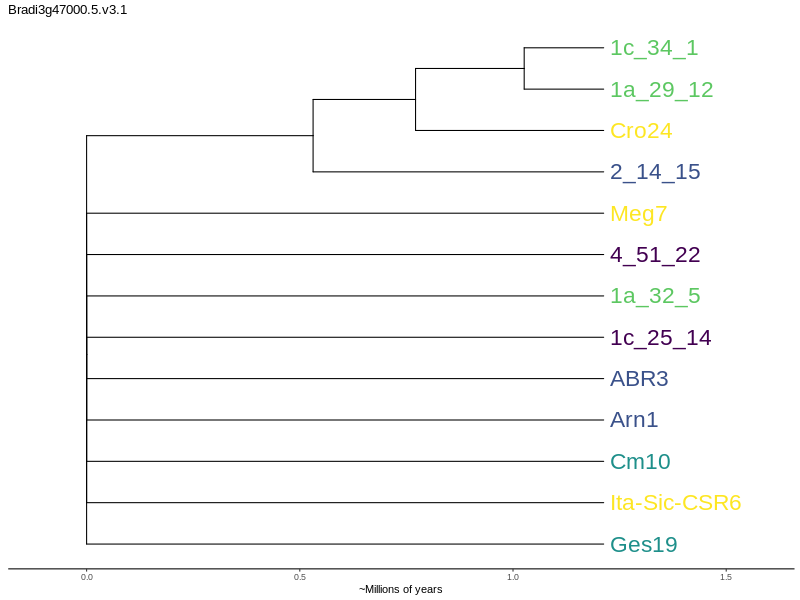 Bradi3g47000.5.v3.1
1c_34_1
1a_29_12
Cro24
2_14_15
Meg7
4_51_22
1a_32_5
1c_25_14
ABR3
Arn1
Cm10
Ita-Sic-CSR6
Ges19
0.0 0.5 1.0 1.5
~Millions of years